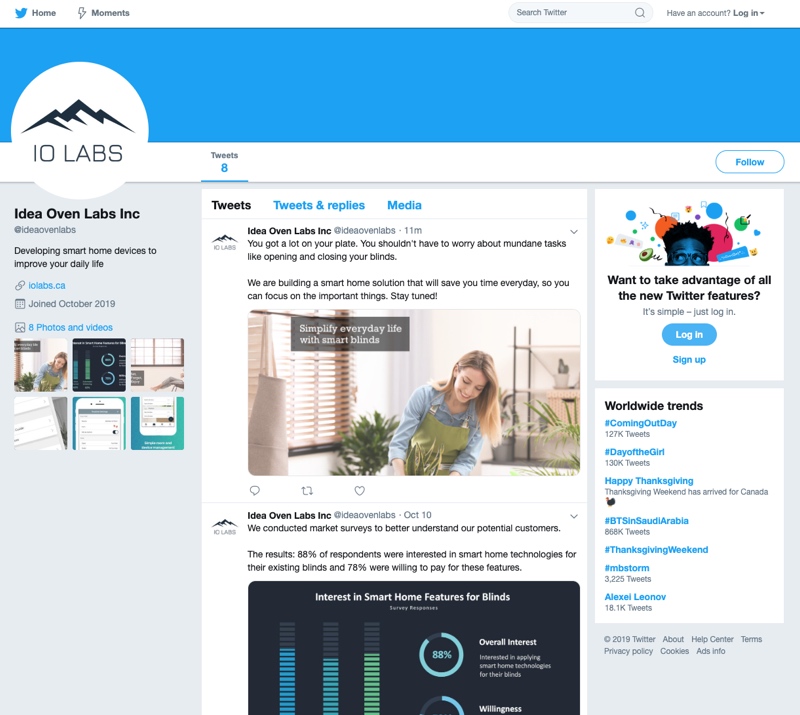 Home
Moments
Search Twitter
Have an account? Log in
IO LABS
Tweets
8
Follow
Idea Oven Labs Inc
@ideaovenlabs
Developing smart home devices to
improve your daily life
iolabs.ca
Joined October 2019
8 Photos and videos
Tweets
Tweets & replies
Media
IO LABS
Idea Oven Labs Inc @ideaovenlabs · 11m
You got a lot on your plate. You shouldn't have to worry about mundane tasks
like opening and closing your blinds.
We are building a smart home solution that will save you time everyday, so you
can focus on the important things. Stay tuned!
Simplify everyday life
with smart blinds
IO LABS
Idea Oven Labs Inc @ideaovenlabs · Oct 10
We conducted market surveys to better understand our potential customers.
The results: 88% of respondents were interested in smart home technologies for
their existing blinds and 78% were willing to pay for these features.
Interest in Smart Home Features for Blinds
Survey Responses
88%
Overall Interest
Interested in applying
smart home technologies
for their blinds
Willingness
Want to take advantage of all
the new Twitter features?
It's simple – just log in.
Log In
Sign up
Worldwide trends
#ComingOutDay
127K Tweets
#DayoftheGirl
130K Tweets
Happy Thanksgiving
Thanksgiving Weekend has arrived for Canada
#BTSinSaudiArabia
868K Tweets
#ThanksgivingWeekend
#mbstorm
3,225 Tweets
Alexei Leonov
18.1K Tweets
© 2019 Twitter About Help Center Terms
Privacy policy Cookies Ads info